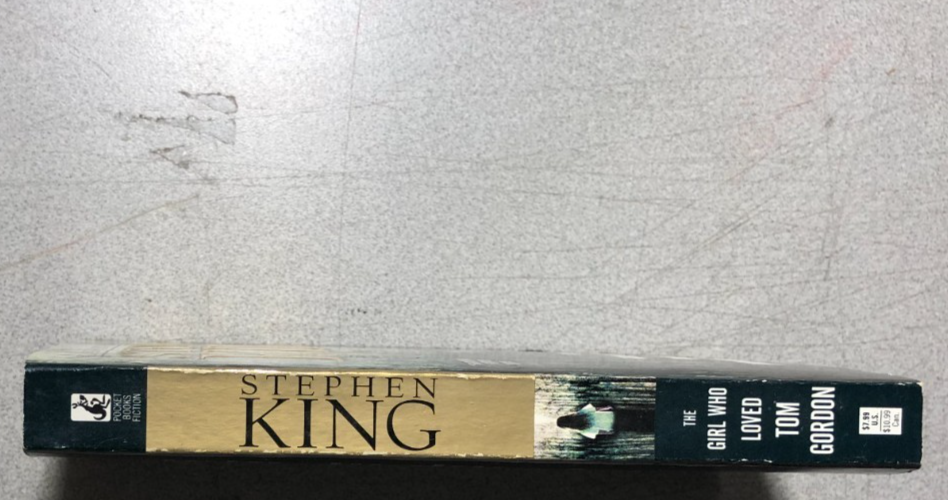 POCKET
BOOKS
FICTION
STEPHEN
KING
THE
GIRL WHO
LOVED
TOM
GORDON
$7.99
U.S.
$10.99
Can.